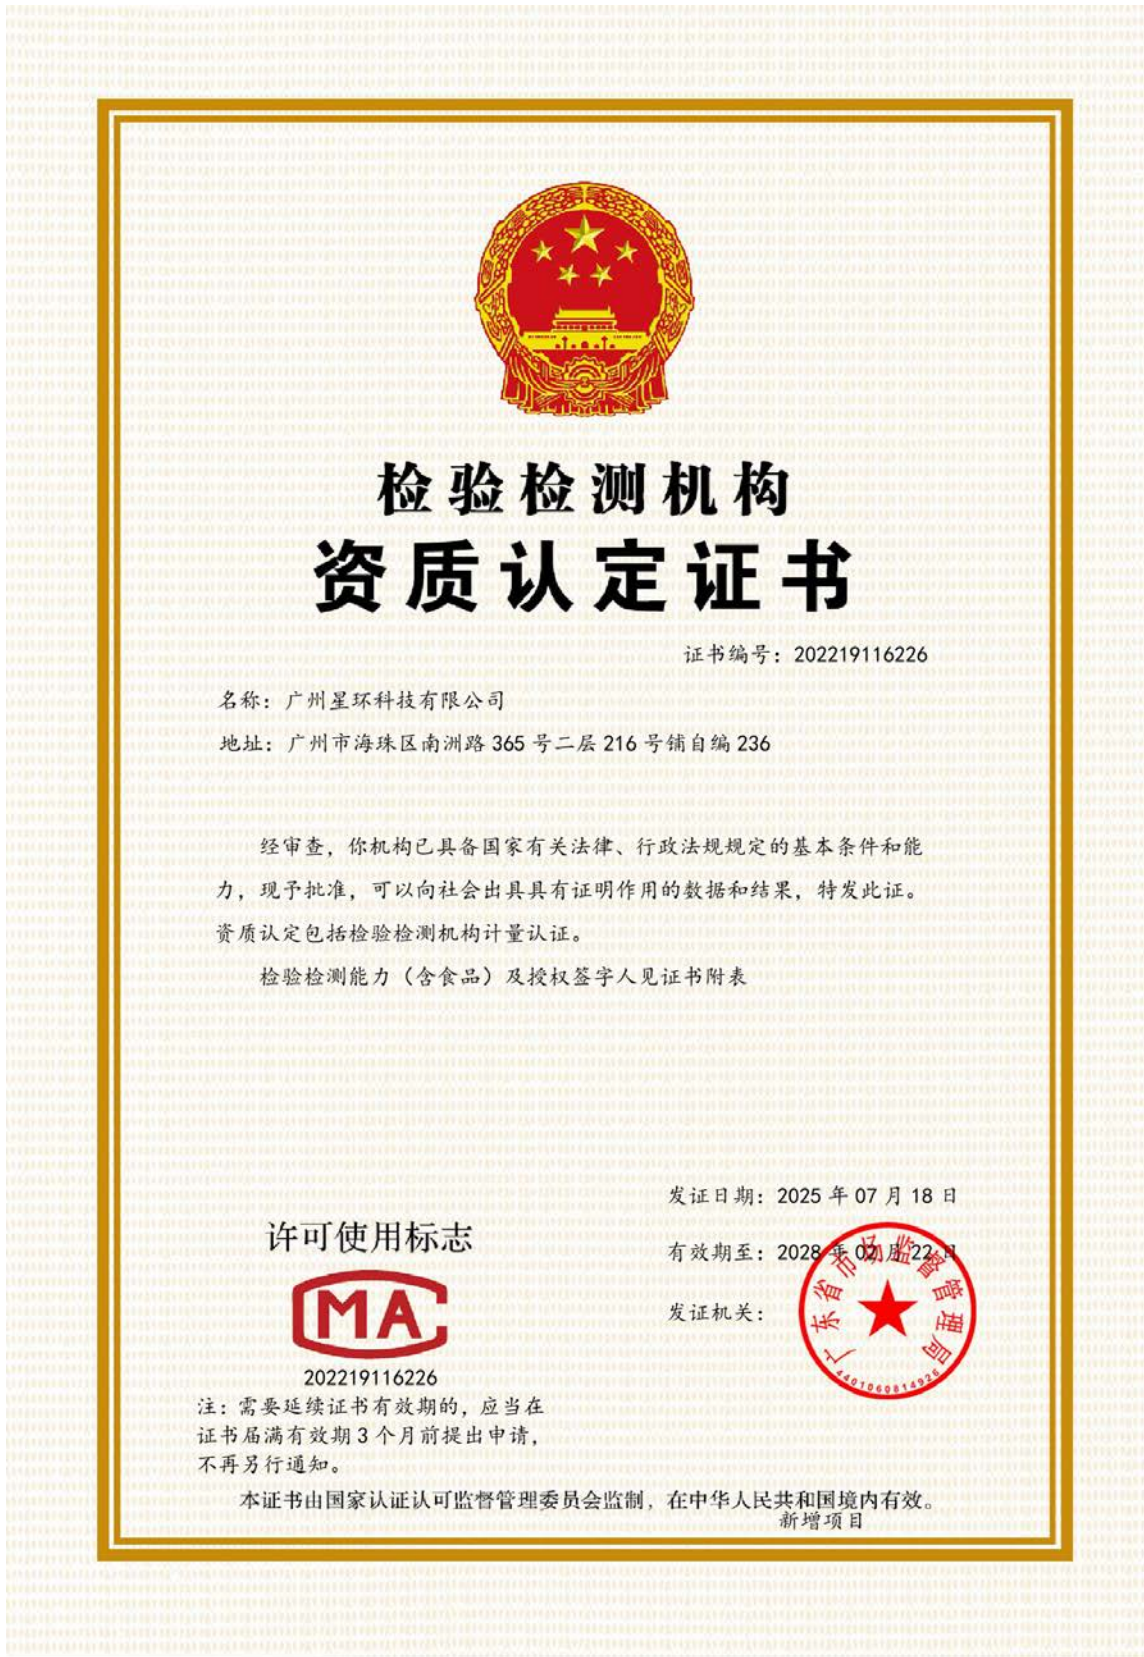 检验检测机构
资质认定证书
证书编号：202219116226
名称：广州星环科技有限公司
地址：广州市海珠区南洲路365号二层216号铺自编236
经审查，你机构已具备国家有关法律、行政法规规定的基本条件和能
力，现予批准，可以向社会出具具有证明作用的数据和结果，特发此证。
资质认定包括检验检测机构计量认证。
检验检测能力（含食品）及授权签字人见证书附表
许可使用标志
MA
202219116226
注：需要延续证书有效期的，应当在
证书届满有效期3个月前提出申请，
不再另行通知。
发证日期：2025年07月18日
有效期至：2028年02月22日
发证机关：
广东省市场监督管理局
4401060814926
本证书由国家认证认可监督管理委员会监制，在中华人民共和国境内有效。
新增项目